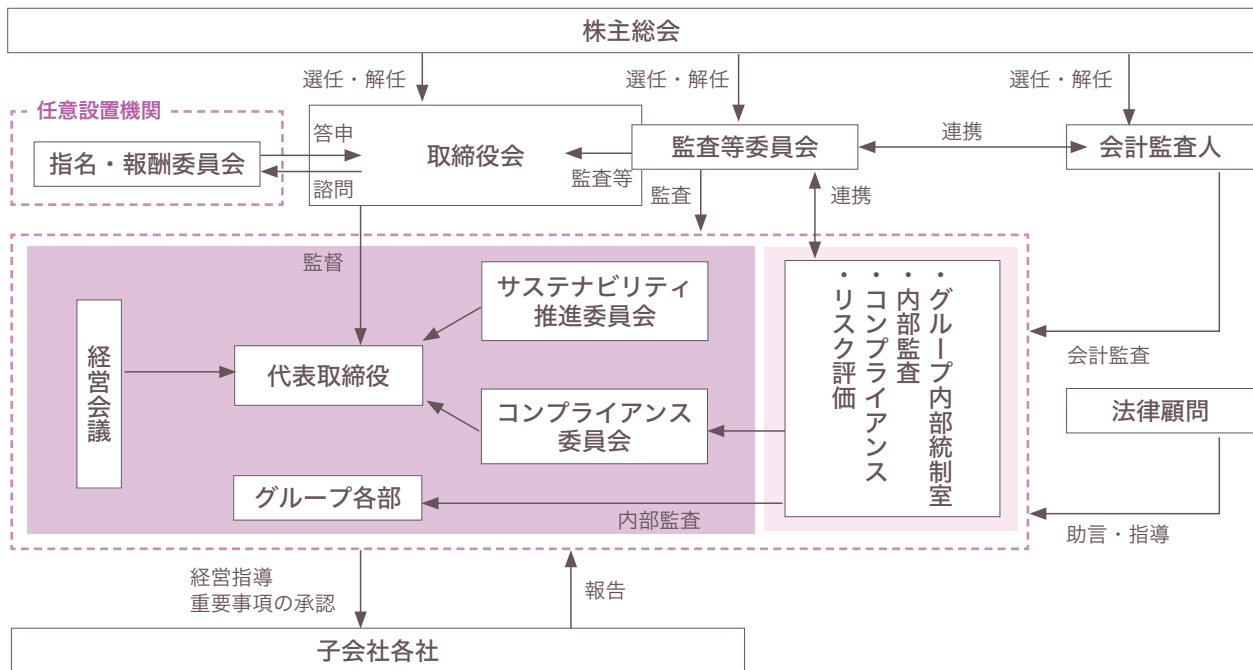 株主総会
選任・解任
選任・解任
選任・解任
任意設置機関
指名・報酬委員会
答申
諮問
取締役会
監査等
監査等委員会
連携
会計監査人
監査
連携
監督
経営会議
代表取締役
サステナビリティ
推進委員会
コンプライアンス
委員会
グループ各部
内部監査
・グループ内部統制室
・内部監査
・コンプライアンス
・リスク評価
会計監査
法律顧問
助言・指導
経営指導
重要事項の承認
報告
子会社各社